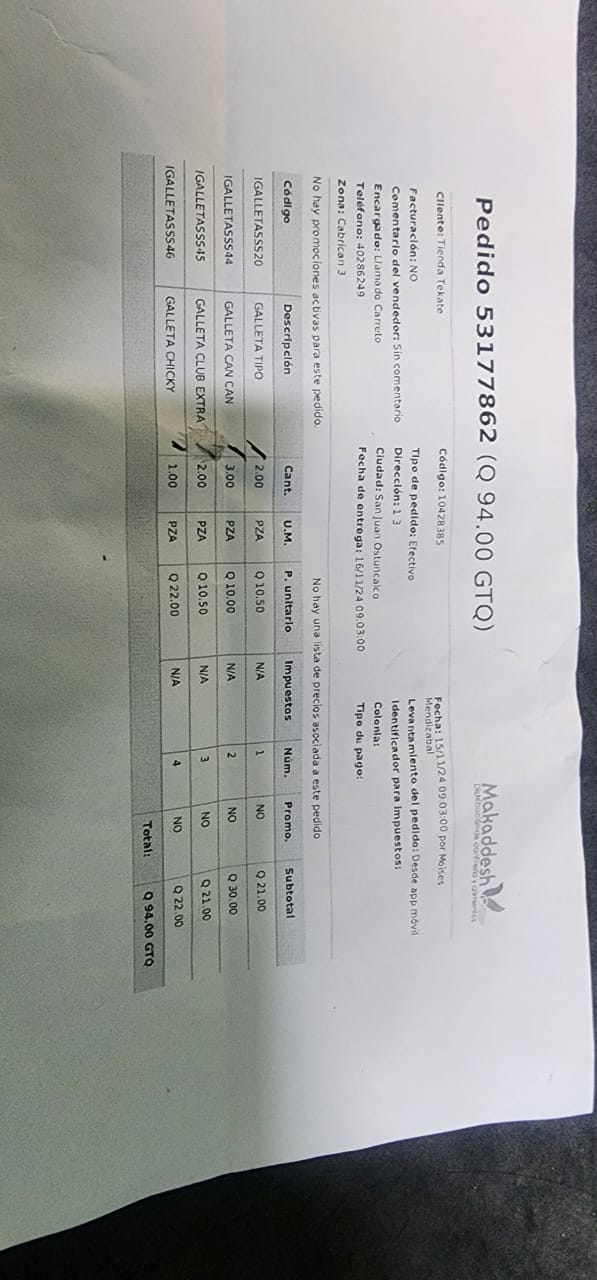 Pedido 53177862 (Q 94.00 GTQ)
Makaddesh
Cliente: Tienda Tekate
Código: 10428385
Fecha: 15/11/24 09:03:00 por Moises Mendizabal
Facturación: NO
Tipo de pedido: Efectivo
Levantamiento del pedido: Desde app móvil
Comentario del vendedor: Sin comentario
Dirección: 1 3
Identificador para Impuestos:
Encargado: Llamado Carreto
Ciudad: San Juan Ostuncalco
Colonia:
Teléfono: 40286249
Fecha de entrega: 16/11/24 09:03:00
Tipo du pago:
Zona: Cabrican 3
No hay promociones activas para este pedido.
No hay una lista de precios asociada a este pedido
Código Descripción Cant. U.M. P. unitario Impuestos Núm. Promo. Subtotal
IGALLETASSS20 GALLETA TIPO 2.00 PZA Q 10.50 N/A 1 NO Q 21.00
IGALLETASSS44 GALLETA CAN CAN 3.00 PZA Q 10.00 N/A 2 NO Q 30.00
IGALLETASSS45 GALLETA CLUB EXTRA 2.00 PZA Q 10.50 N/A 3 NO Q 21.00
IGALLETASSS46 GALLETA CHICKY 1.00 PZA Q 22.00 N/A 4 NO Q 22.00
Total: Q 94.00 GTQ